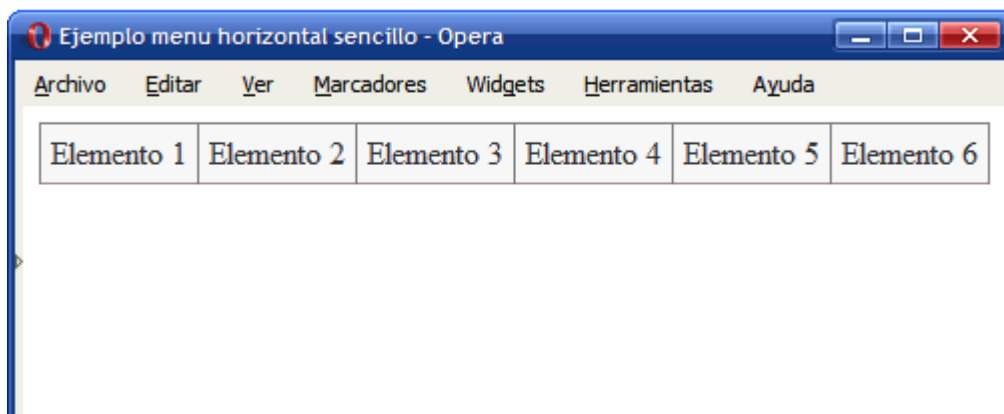 Ejemplo menu horizontal sencillo - Opera
Archivo Editar Ver Marcadores Widgets Herramientas Ayuda
Elemento 1 Elemento 2 Elemento 3 Elemento 4 Elemento 5 Elemento 6